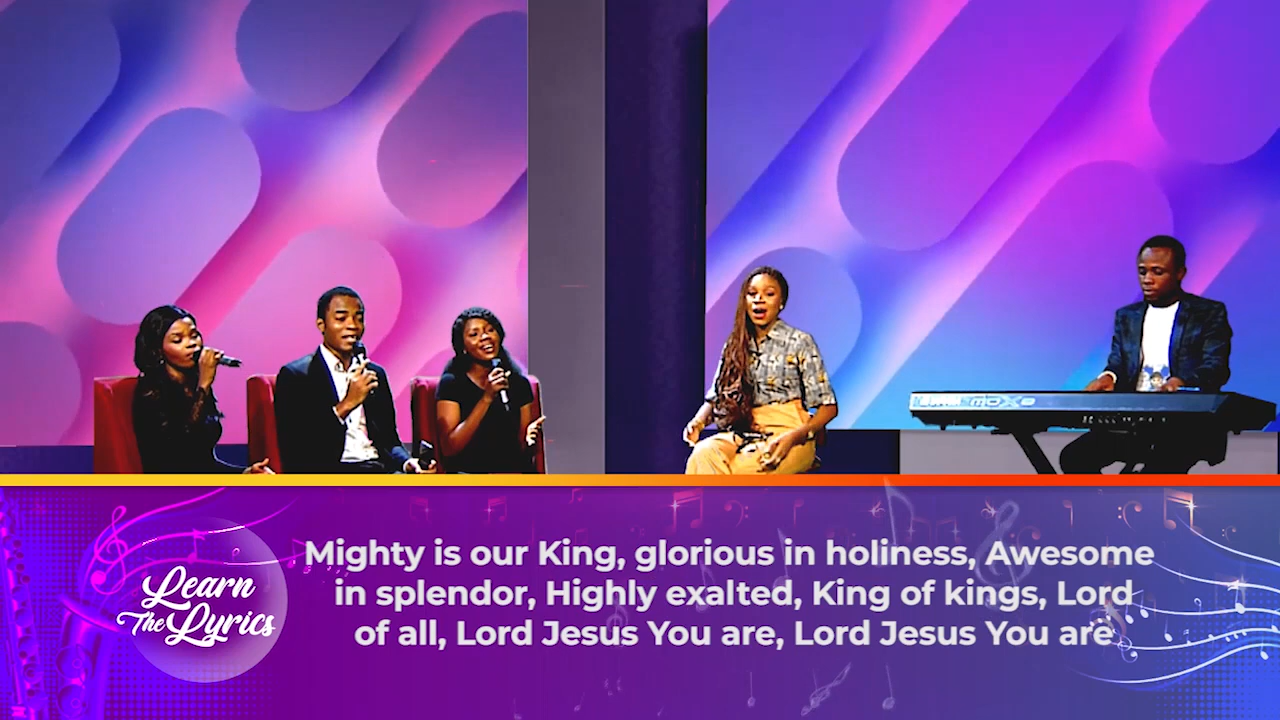 MOX
Learn
The Lyrics
Mighty is our King, glorious in holiness, Awesome
in splendor, Highly exalted, King of kings, Lord
of all, Lord Jesus You are, Lord Jesus You are